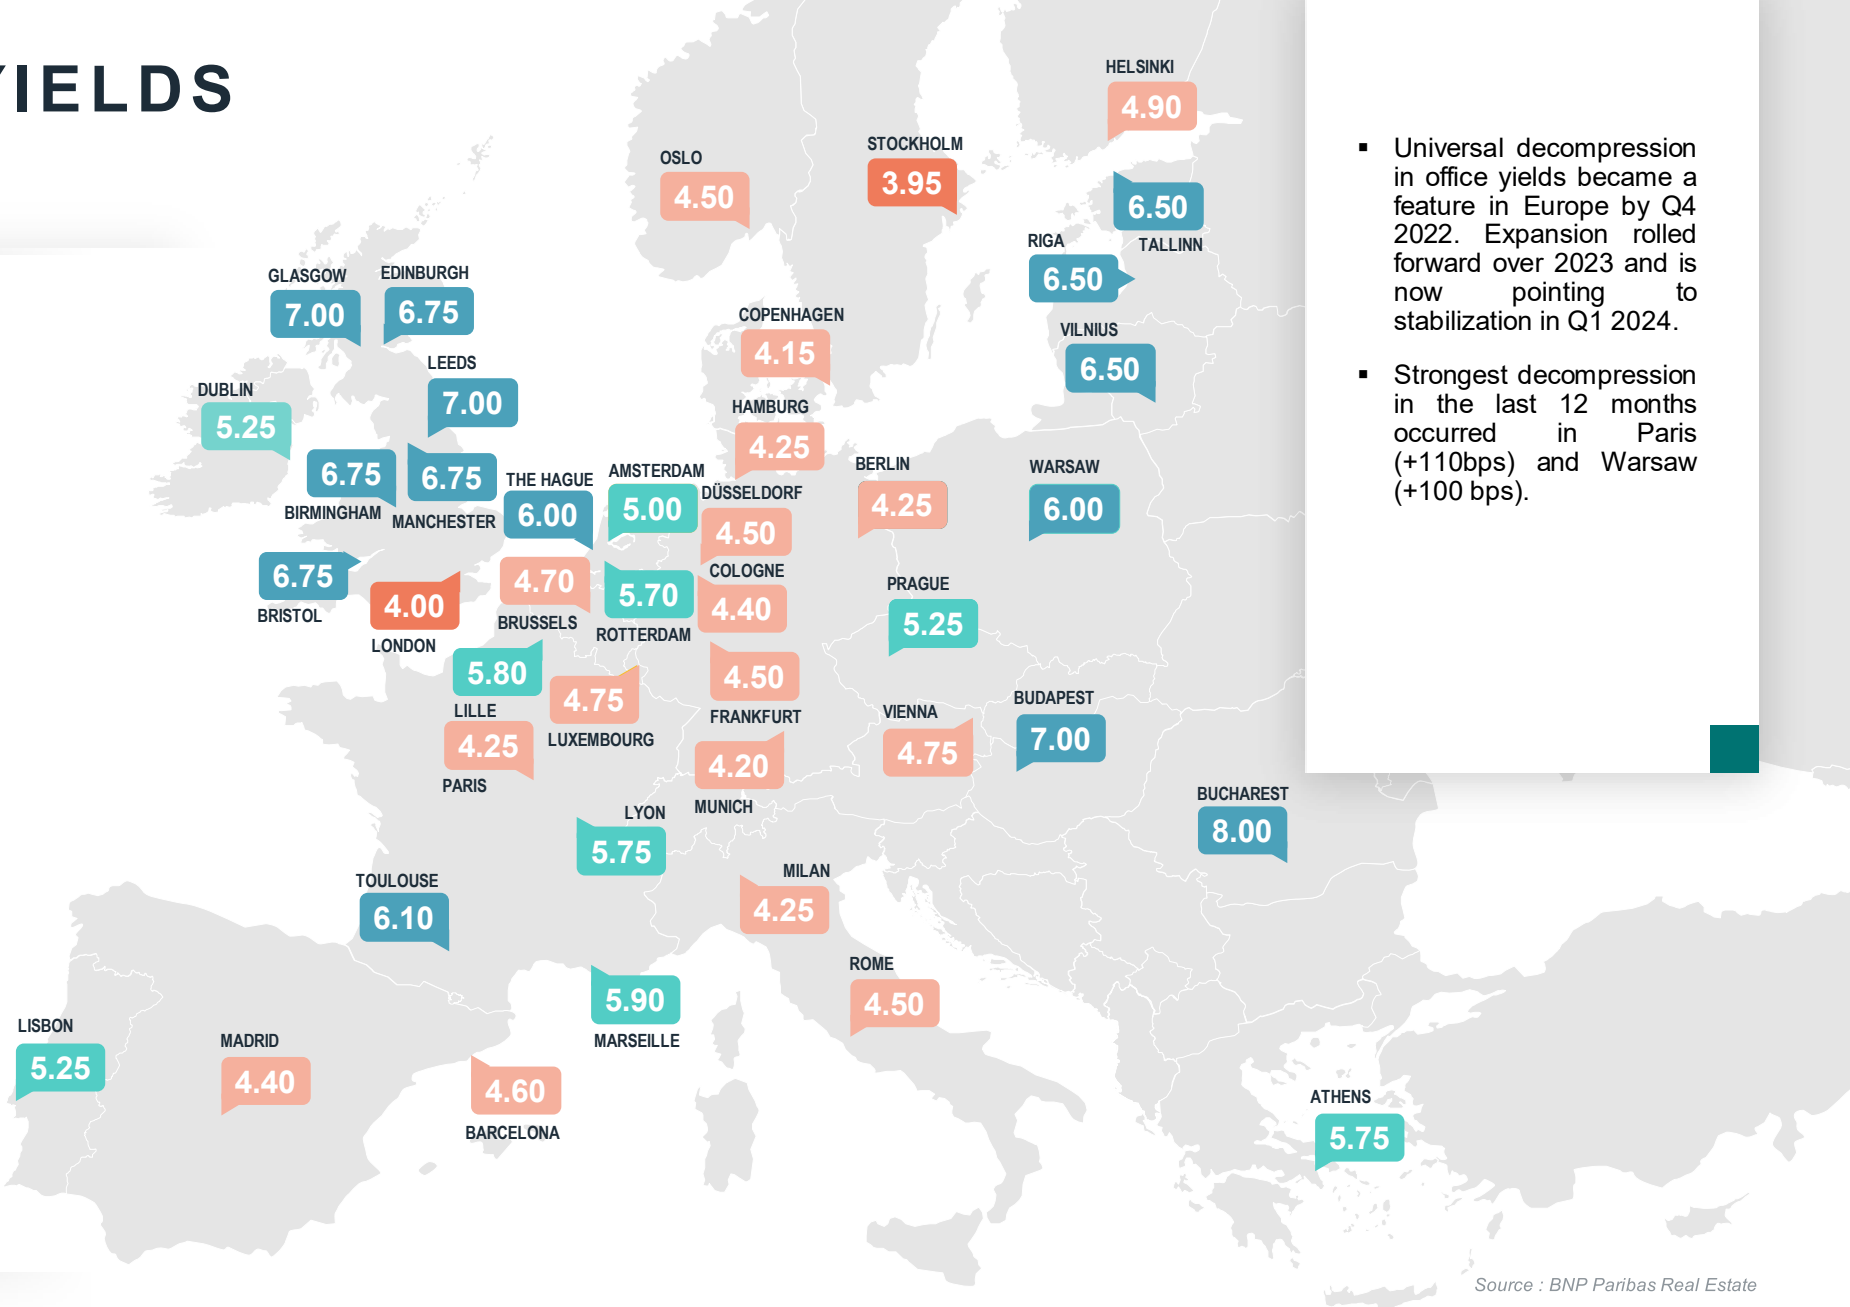 YIELDS
HELSINKI
4.90
STOCKHOLM
3.95
OSLO
4.50
6.50
TALLINN
RIGA
6.50
VILNIUS
6.50
GLASGOW
7.00
EDINBURGH
6.75
LEEDS
7.00
DUBLIN
5.25
COPENHAGEN
4.15
HAMBURG
4.25
6.75
BIRMINGHAM
6.75
MANCHESTER
THE HAGUE
6.00
AMSTERDAM
5.00
DÜSSELDORF
4.50
BERLIN
4.25
WARSAW
6.00
6.75
BRISTOL
4.00
LONDON
4.70
BRUSSELS
5.70
ROTTERDAM
COLOGNE
4.40
PRAGUE
5.25
5.80
LILLE
4.75
LUXEMBOURG
4.50
FRANKFURT
4.25
PARIS
4.20
MUNICH
VIENNA
4.75
BUDAPEST
7.00
BUCHAREST
8.00
LYON
5.75
MILAN
4.25
TOULOUSE
6.10
ROME
4.50
5.90
MARSEILLE
LISBON
5.25
MADRID
4.40
4.60
BARCELONA
ATHENS
5.75
▪ Universal decompression
in office yields became a
feature in Europe by Q4
2022. Expansion rolled
forward over 2023 and is
now pointing to
stabilization in Q1 2024.
▪ Strongest decompression
in the last 12 months
occurred in Paris
(+110bps) and Warsaw
(+100 bps).
Source : BNP Paribas Real Estate